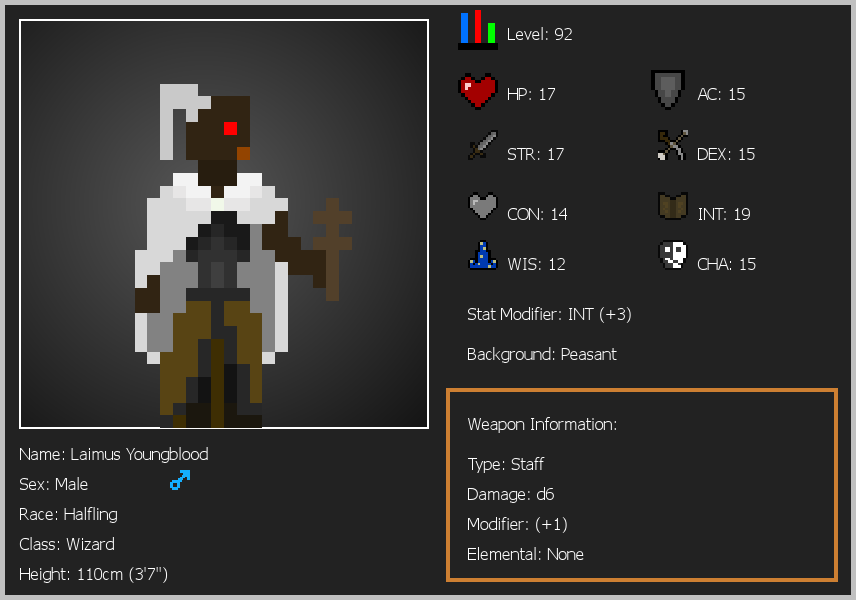 Level: 92
HP: 17
AC: 15
STR: 17
DEX: 15
CON: 14
INT: 19
WIS: 12
CHA: 15
Stat Modifier: INT (+3)
Background: Peasant
Weapon Information:
Type: Staff
Damage: d6
Modifier: (+1)
Elemental: None
Name: Laimus Youngblood
Sex: Male
Race: Halfling
Class: Wizard
Height: 110cm (3'7")